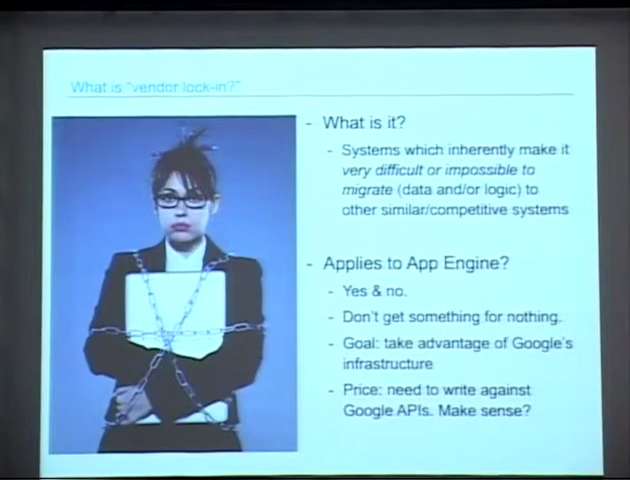 What is "vendor lock-in?"
- What is it?
- Systems which inherently make it
very difficult or impossible to
migrate (data and/or logic) to
other similar/competitive systems
- Applies to App Engine?
- Yes & no.
- Don't get something for nothing.
- Goal: take advantage of Google's
infrastructure
- Price: need to write against
Google APIs. Make sense?